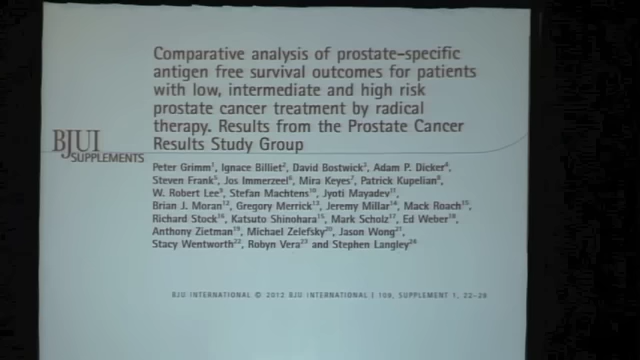 Comparative analysis of prostate-specific
antigen free survival outcomes for patients
with low, intermediate and high risk
prostate cancer treatment by radical
therapy. Results from the Prostate Cancer
Results Study Group
BJUI
SUPPLEMENTS
Peter Grimm¹, Ignace Billiet², David Bostwick³, Adam P. Dicker⁴,
Steven Frank⁵, Jos Immerzeel⁶, Mira Keyes⁷, Patrick Kupelian⁸,
W. Robert Lee⁹, Stefan Machtens¹⁰, Jyoti Mayadev¹¹,
Brian J. Moran¹², Gregory Merrick¹³, Jeremy Millar¹⁴, Mack Roach¹⁵,
Richard Stock¹⁶, Katsuto Shinohara¹⁵, Mark Scholz¹⁷, Ed Weber¹⁸,
Anthony Zietman¹⁹, Michael Zelefsky²⁰, Jason Wong²¹,
Stacy Wentworth²², Robyn Vera²³ and Stephen Langley²⁴
BJU INTERNATIONAL © 2012 BJU INTERNATIONAL | 109, SUPPLEMENT 1, 22–29